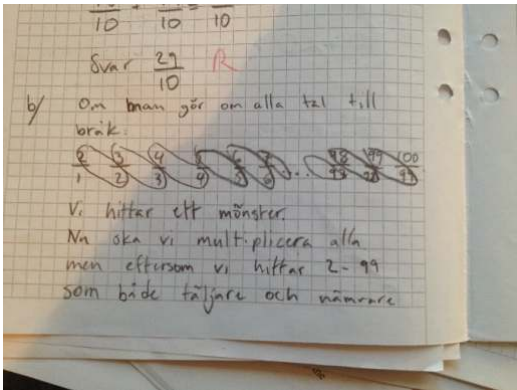 10 10 10
Svar 29/10 R
b) Om man gör om alla tal till
bråk:
2/1 3/2 4/3 5/4 6/5 7/6 ... 98/97 99/98 100/99
Vi hittar ett mönster.
Nu ska vi multiplicera alla
men eftersom vi hittar 2-99
som både täljare och nämnare